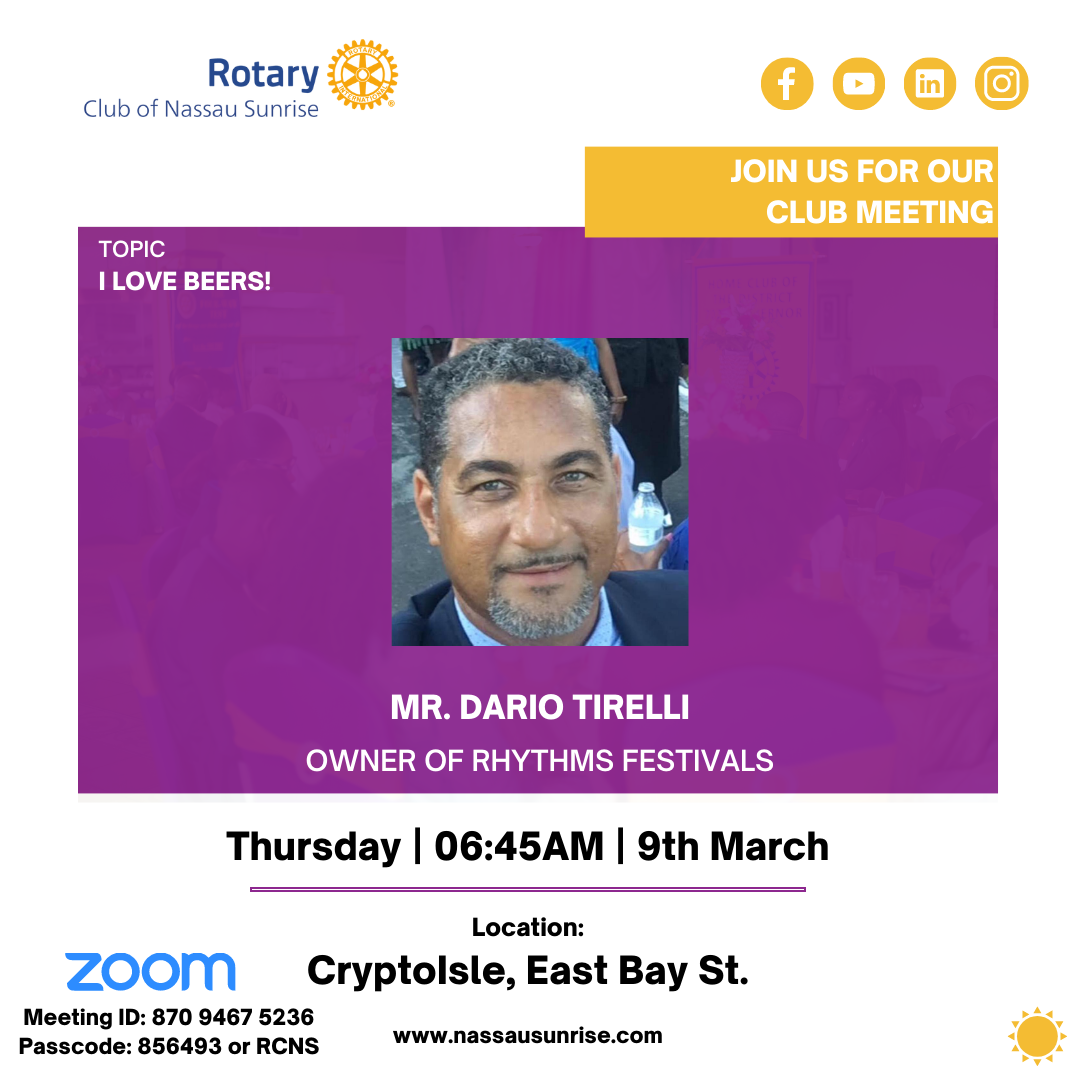 Rotary
Club of Nassau Sunrise
ROTARY
INTERNATIONAL
JOIN US FOR OUR
CLUB MEETING
TOPIC
I LOVE BEERS!
MR. DARIO TIRELLI
OWNER OF RHYTHMS FESTIVALS
Thursday | 06:45AM | 9th March
Location:
CryptoIsle, East Bay St.
zoom
Meeting ID: 870 9467 5236
Passcode: 856493 or RCNS
www.nassausunrise.com